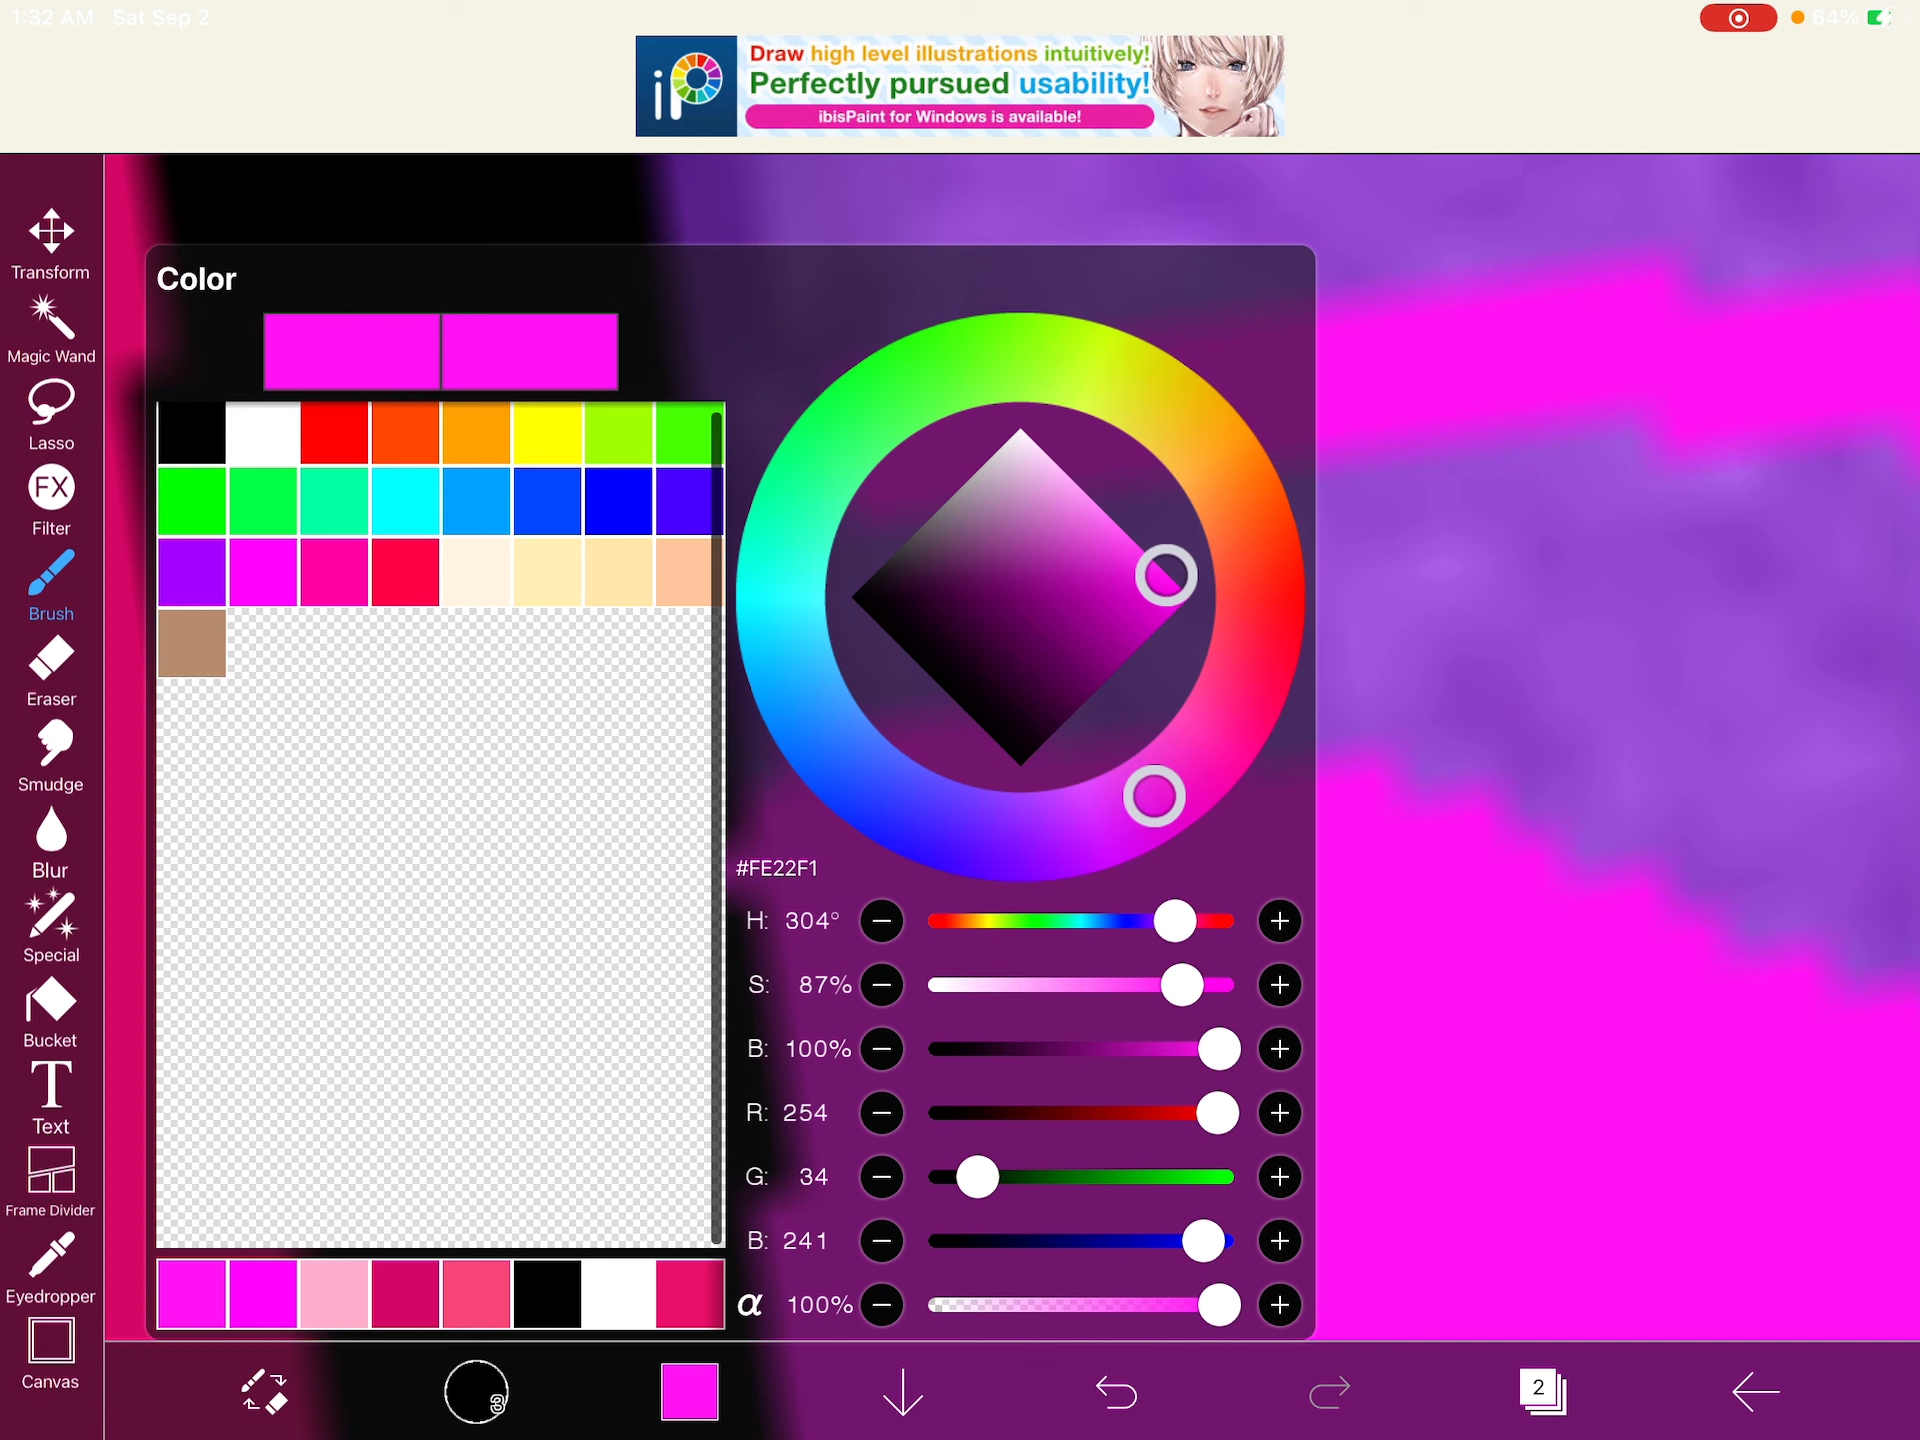 1:32 AM Sat Sep 2
64%
iP
Draw high level illustrations intuitively!
Perfectly pursued usability!
ibisPaint for Windows is available!
Transform
Magic Wand
Lasso
FX
Filter
Brush
Eraser
Smudge
Blur
Special
Bucket
T
Text
Frame Divider
Eyedropper
Canvas
Color
#FE22F1
H: 304°
S: 87%
B: 100%
R: 254
G: 34
B: 241
α 100%
3
2